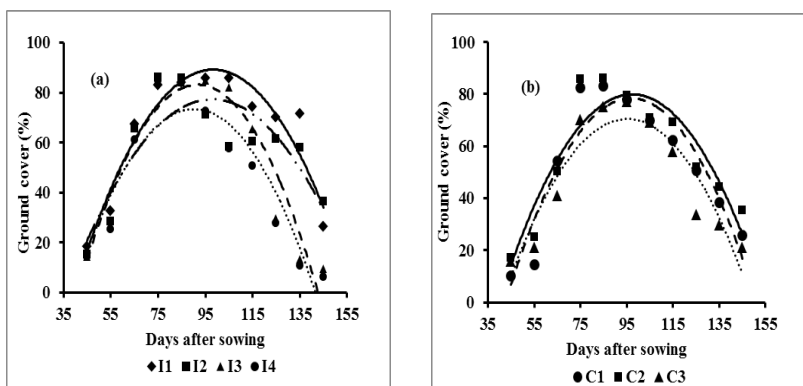 (a)
Ground cover (%)
100
80
60
40
20
0
35 55 75 95 115 135 155
Days after sowing
I1 I2 I3 I4
(b)
Ground cover (%)
100
80
60
40
20
0
35 55 75 95 115 135 155
Days after sowing
C1 C2 C3